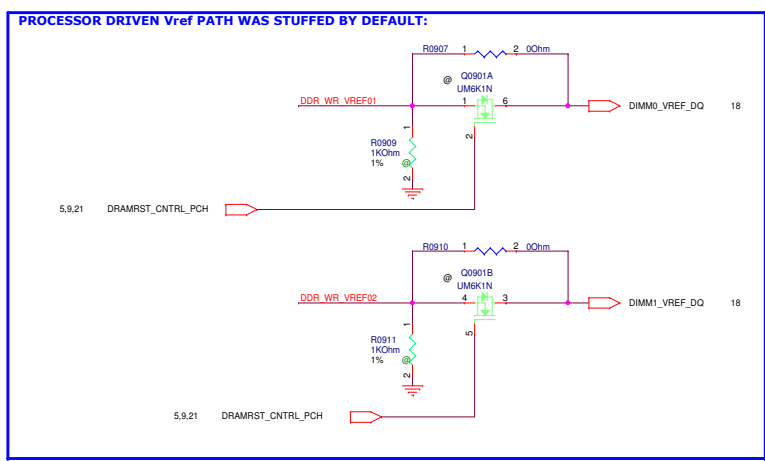 PROCESSOR DRIVEN Vref PATH WAS STUFFED BY DEFAULT:
R0907 1 2 0Ohm
@ Q0901A
UM6K1N
DDR_WR_VREF01 1 6 DIMM0_VREF_DQ 18
1 2
R0909
1KOhm
1% @
2
5,9,21 DRAMRST_CNTRL_PCH
R0910 1 2 0Ohm
@ Q0901B
UM6K1N
DDR_WR_VREF02 4 3 DIMM1_VREF_DQ 18
1 5
R0911
1KOhm
1% @
2
5,9,21 DRAMRST_CNTRL_PCH